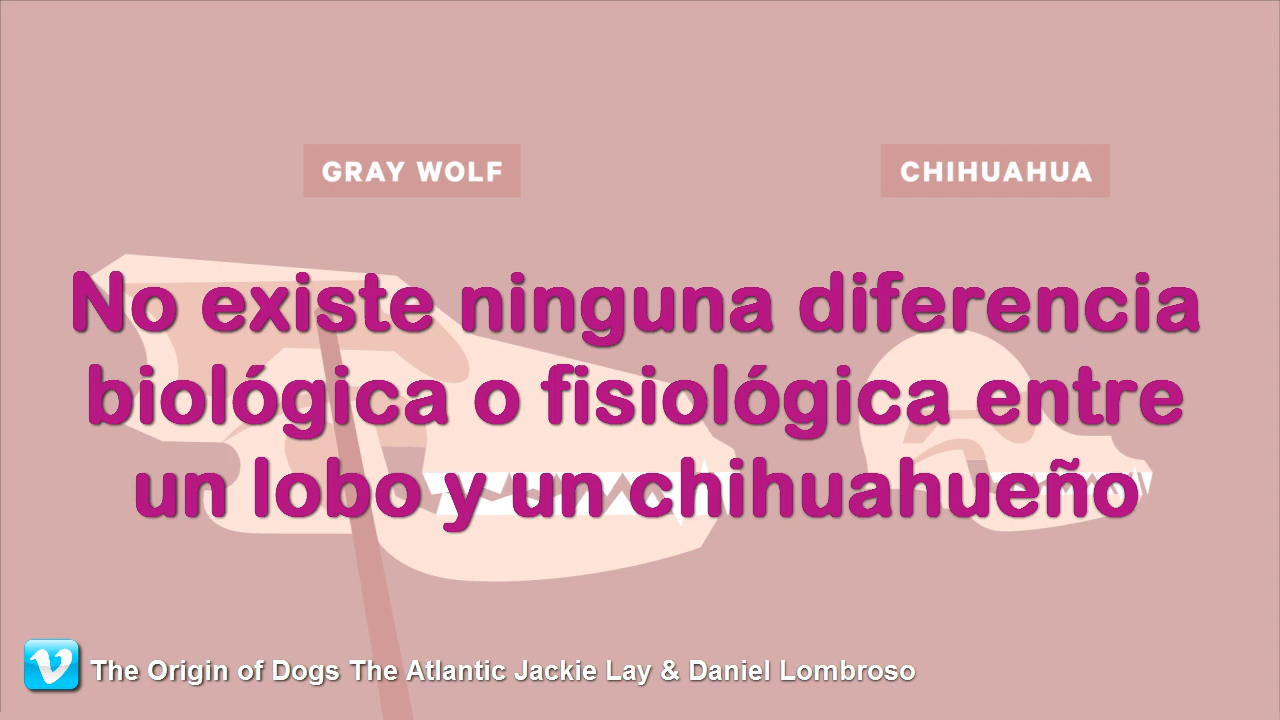 GRAY WOLF
CHIHUAHUA
No existe ninguna diferencia
biológica o fisiológica entre
un lobo y un chihuahueño
The Origin of Dogs The Atlantic Jackie Lay & Daniel Lombroso